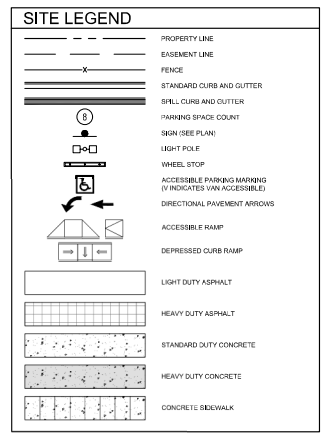 SITE LEGEND
PROPERTY LINE
EASEMENT LINE
X
FENCE
STANDARD CURB AND GUTTER
SPILL CURB AND GUTTER
8
PARKING SPACE COUNT
SIGN (SEE PLAN)
LIGHT POLE
WHEEL STOP
ACCESSIBLE PARKING MARKING
(V INDICATES VAN ACCESSIBLE)
DIRECTIONAL PAVEMENT ARROWS
ACCESSIBLE RAMP
DEPRESSED CURB RAMP
LIGHT DUTY ASPHALT
HEAVY DUTY ASPHALT
STANDARD DUTY CONCRETE
HEAVY DUTY CONCRETE
CONCRETE SIDEWALK